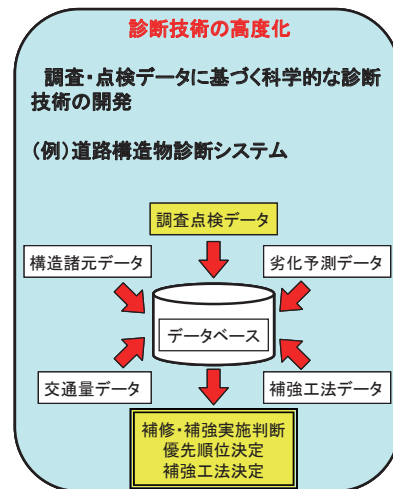 診断技術の高度化
調査・点検データに基づく科学的な診断
技術の開発
(例)道路構造物診断システム
調査点検データ
構造諸元データ
劣化予測データ
データベース
交通量データ
補強工法データ
補修・補強実施判断
優先順位決定
補強工法決定